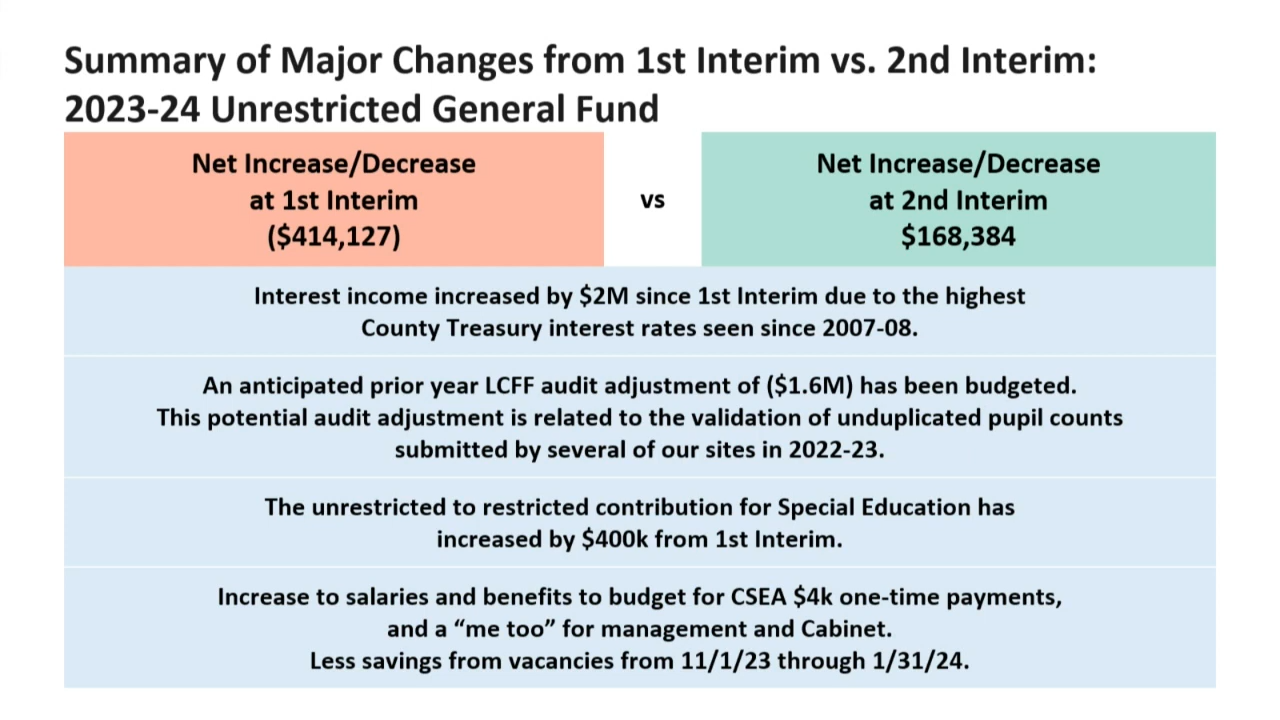 Summary of Major Changes from 1st Interim vs. 2nd Interim:
2023-24 Unrestricted General Fund
Net Increase/Decrease
at 1st Interim
($414,127)
vs
Net Increase/Decrease
at 2nd Interim
$168,384
Interest income increased by $2M since 1st Interim due to the highest
County Treasury interest rates seen since 2007-08.
An anticipated prior year LCFF audit adjustment of ($1.6M) has been budgeted.
This potential audit adjustment is related to the validation of unduplicated pupil counts
submitted by several of our sites in 2022-23.
The unrestricted to restricted contribution for Special Education has
increased by $400k from 1st Interim.
Increase to salaries and benefits to budget for CSEA $4k one-time payments,
and a “me too” for management and Cabinet.
Less savings from vacancies from 11/1/23 through 1/31/24.